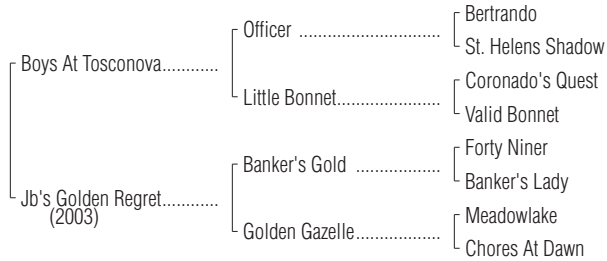 Bertrando
Officer ................................
St. Helens Shadow
Boys At Tosconova............
Coronado's Quest
Little Bonnet.......................
Valid Bonnet
Forty Niner
Banker's Gold ...................
Banker's Lady
Jb's Golden Regret............
(2003)
Meadowlake
Golden Gazelle...................
Chores At Dawn